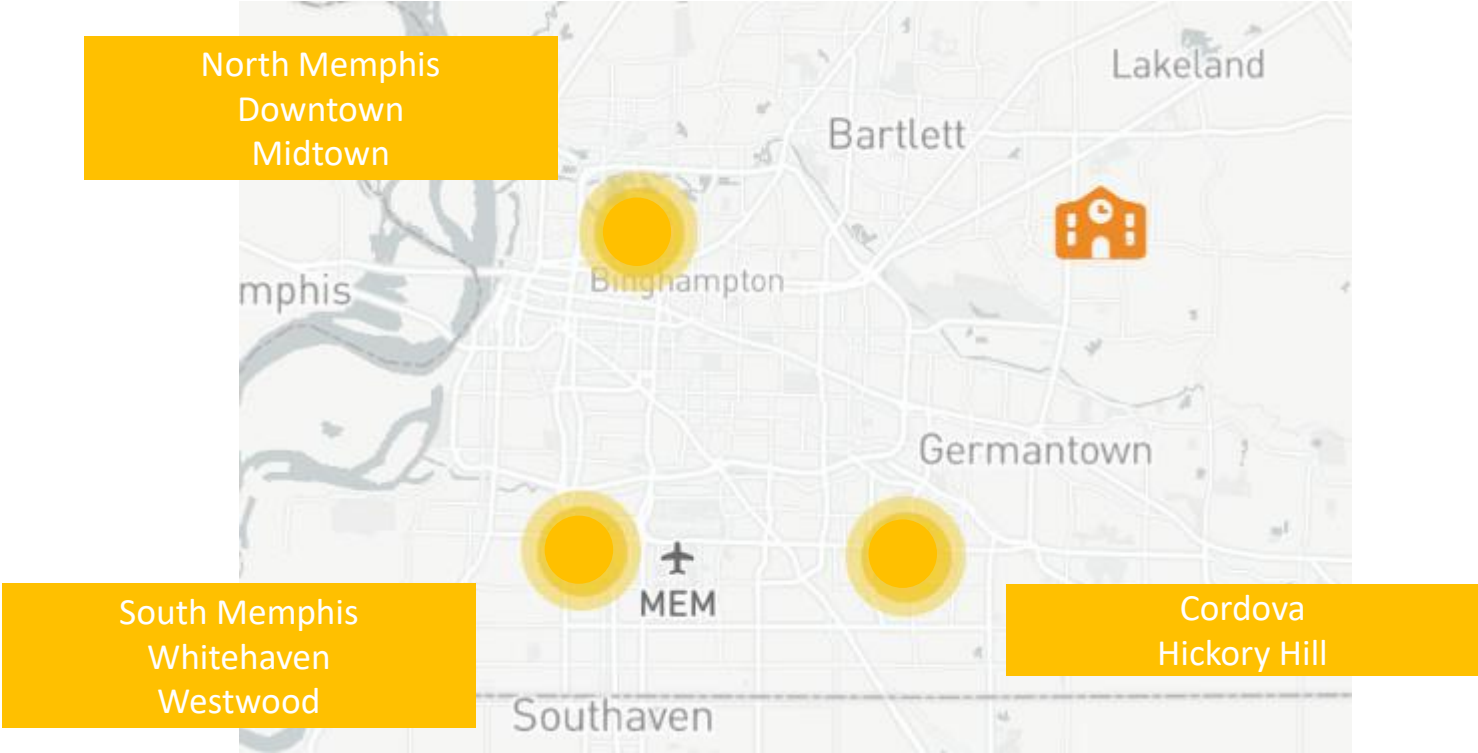 North Memphis
Downtown
Midtown
Lakeland
Bartlett
Binghampton
mphis
Germantown
MEM
South Memphis
Whitehaven
Westwood
Cordova
Hickory Hill
Southaven